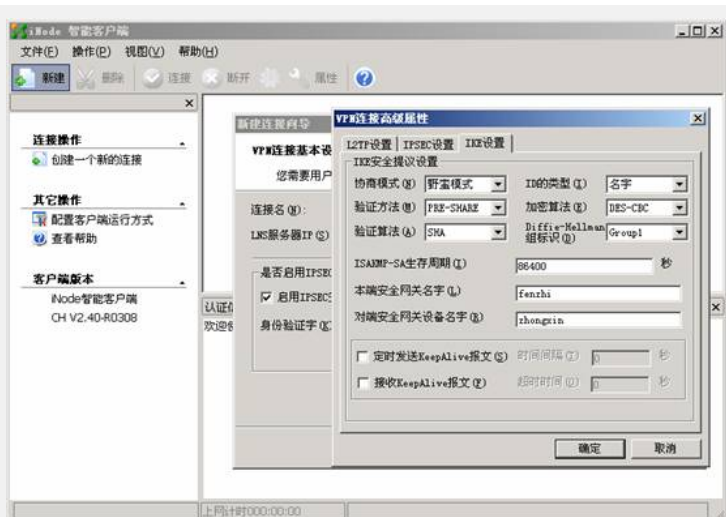 iNode 智能客户端
文件(F) 操作(P) 视图(V) 帮助(H)
新建 删除 连接 断开 属性
连接操作
创建一个新的连接
其它操作
配置客户端运行方式
查看帮助
客户端版本
iNode智能客户端
CH V2.40-R0308
新建连接向导
VPN连接基本设
您需要用户
连接名(N):
LNS服务器IP(S)
是否启用IPSEC
启用IPSEC安
身份验证字(K)
认证信
欢迎使
VPN连接高级属性
L2TP设置 IPSEC设置 IKE设置
IKE安全提议设置
协商模式(N) 野蛮模式 ID的类型(I) 名字
验证方法(M) PRE-SHARE 加密算法(E) DES-CBC
验证算法(A) SHA Diffie-Hellman组标识(D) Group1
ISAKMP-SA生存周期(L) 86400 秒
本端安全网关名字(L) fenzhi
对端安全网关设备名字(R) zhongxin
定时发送KeepAlive报文(S) 时间间隔(T) 0 秒
接收KeepAlive报文(F) 超时时间(O) 0 秒
确定 取消
上网计时000:00:00